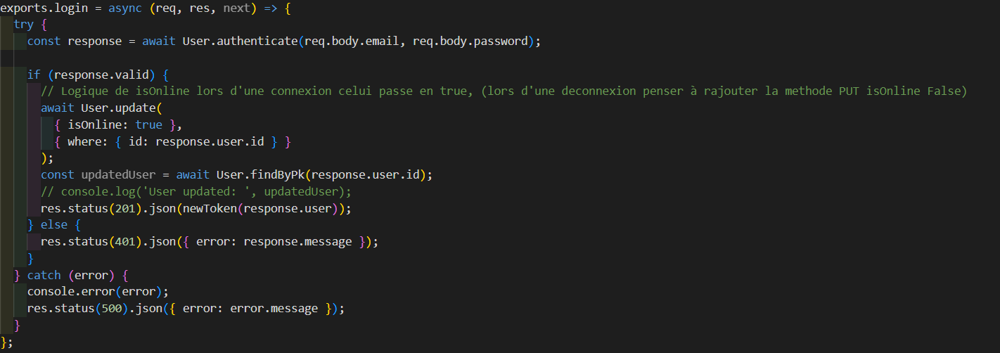 exports.login = async (req, res, next) => {
try {
const response = await User.authenticate(req.body.email, req.body.password);
if (response.valid) {
// Logique de isOnline lors d'une connexion celui passe en true, (lors d'une deconnexion penser à rajouter la methode PUT isOnline False)
await User.update(
{ isOnline: true },
{ where: { id: response.user.id } }
);
const updatedUser = await User.findByPk(response.user.id);
// console.log('User updated: ', updatedUser);
res.status(201).json(newToken(response.user));
} else {
res.status(401).json({ error: response.message });
}
} catch (error) {
console.error(error);
res.status(500).json({ error: error.message });
}
};